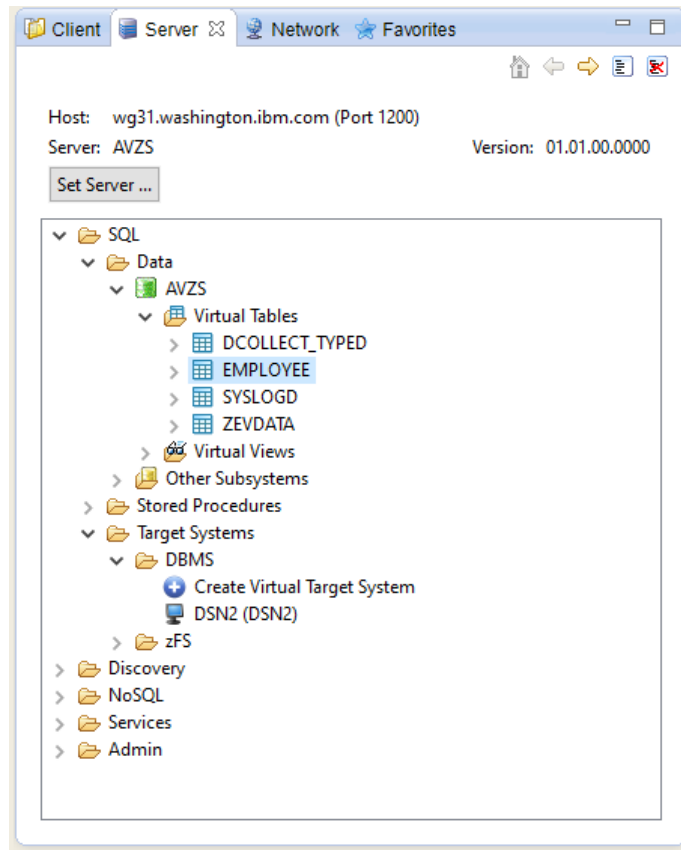 Client Server Network Favorites
Host: wg31.washington.ibm.com (Port 1200)
Server: AVZS Version: 01.01.00.0000
Set Server ...
SQL
Data
AVZS
Virtual Tables
DCOLLECT_TYPED
EMPLOYEE
SYSLOGD
ZEVDATA
Virtual Views
Other Subsystems
Stored Procedures
Target Systems
DBMS
Create Virtual Target System
DSN2 (DSN2)
zFS
Discovery
NoSQL
Services
Admin